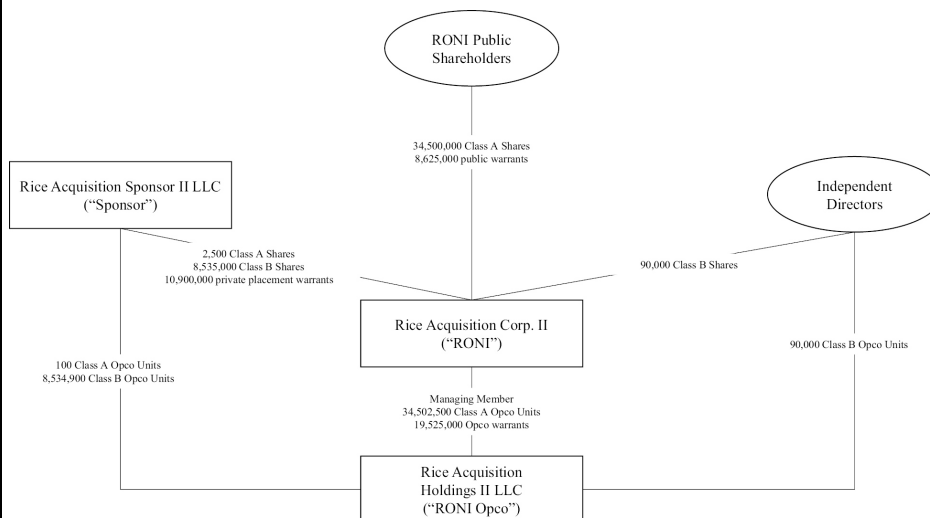 RONI Public
Shareholders
34,500,000 Class A Shares
8,625,000 public warrants
Rice Acquisition Sponsor II LLC
(“Sponsor”)
Independent
Directors
2,500 Class A Shares
8,535,000 Class B Shares
10,900,000 private placement warrants
90,000 Class B Shares
Rice Acquisition Corp. II
(“RONI”)
90,000 Class B Opco Units
100 Class A Opco Units
8,534,900 Class B Opco Units
Managing Member
34,502,500 Class A Opco Units
19,525,000 Opco warrants
Rice Acquisition
Holdings II LLC
(“RONI Opco”)